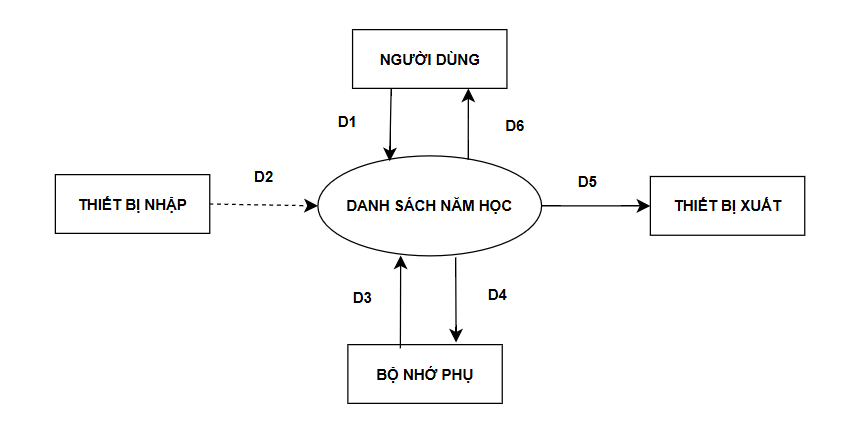 NGƯỜI DÙNG
D1
D6
D2
D5
THIẾT BỊ NHẬP
DANH SÁCH NĂM HỌC
THIẾT BỊ XUẤT
D3
D4
BỘ NHỚ PHỤ